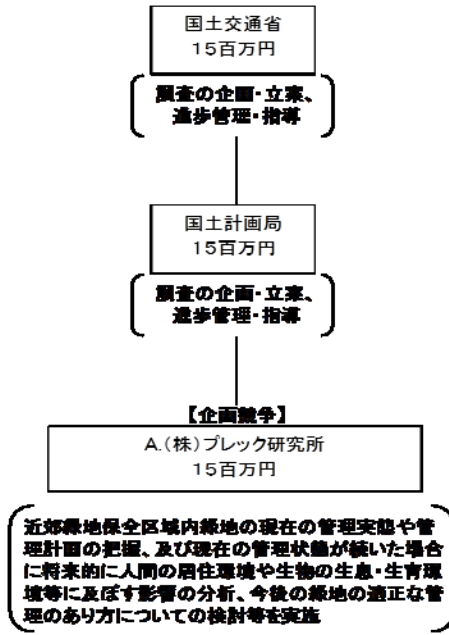 国土交通省
15百万円
調査の企画・立案、
進歩管理・指導
国土計画局
15百万円
調査の企画・立案、
進歩管理・指導
【企画競争】
A.(株)プレック研究所
15百万円
近郊緑地保全区域内緑地の現在の管理実態や管
理計画の把握、及び現在の管理状態が続いた場合
に将来的に人間の居住環境や生物の生息・生育環
境等に及ぼす影響の分析、今後の緑地の適正な管
理のあり方についての検討等を実施